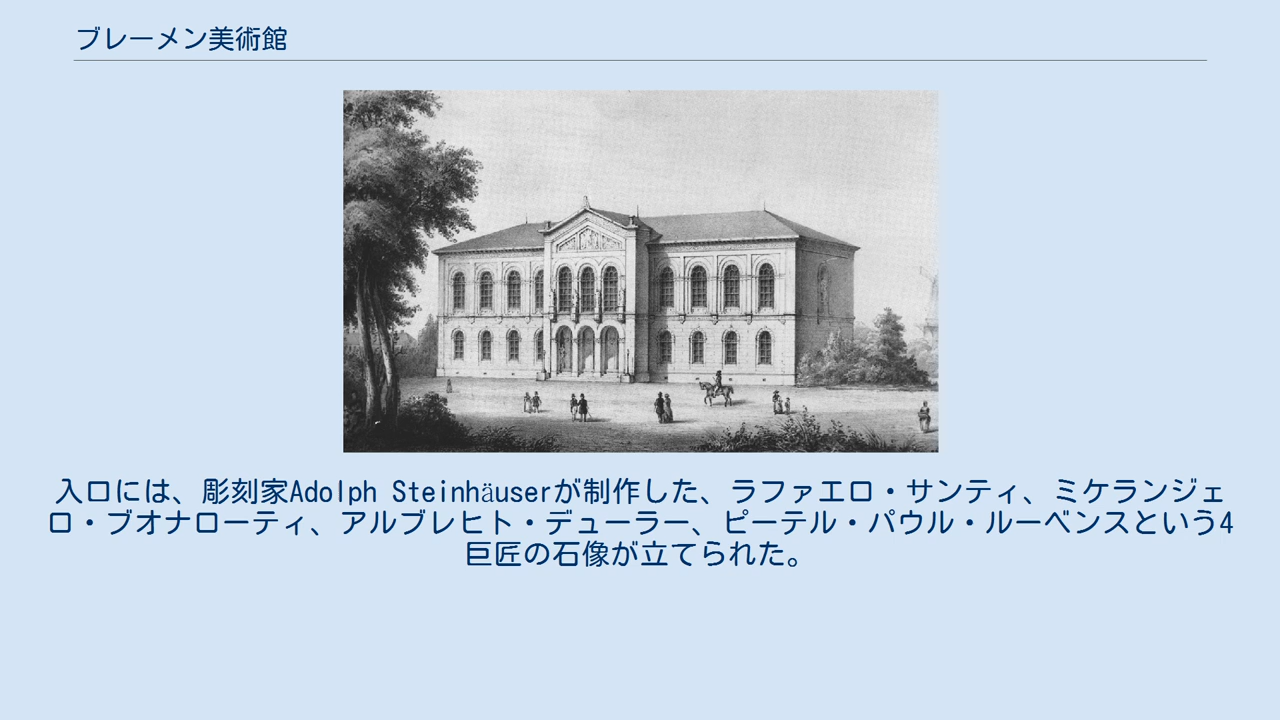 ブレーメン美術館
入口には、彫刻家Adolph Steinhäuserが制作した、ラファエロ・サンティ、ミケランジェ
ロ・ブオナローティ、アルブレヒト・デューラー、ピーテル・パウル・ルーベンスという4
巨匠の石像が立てられた。